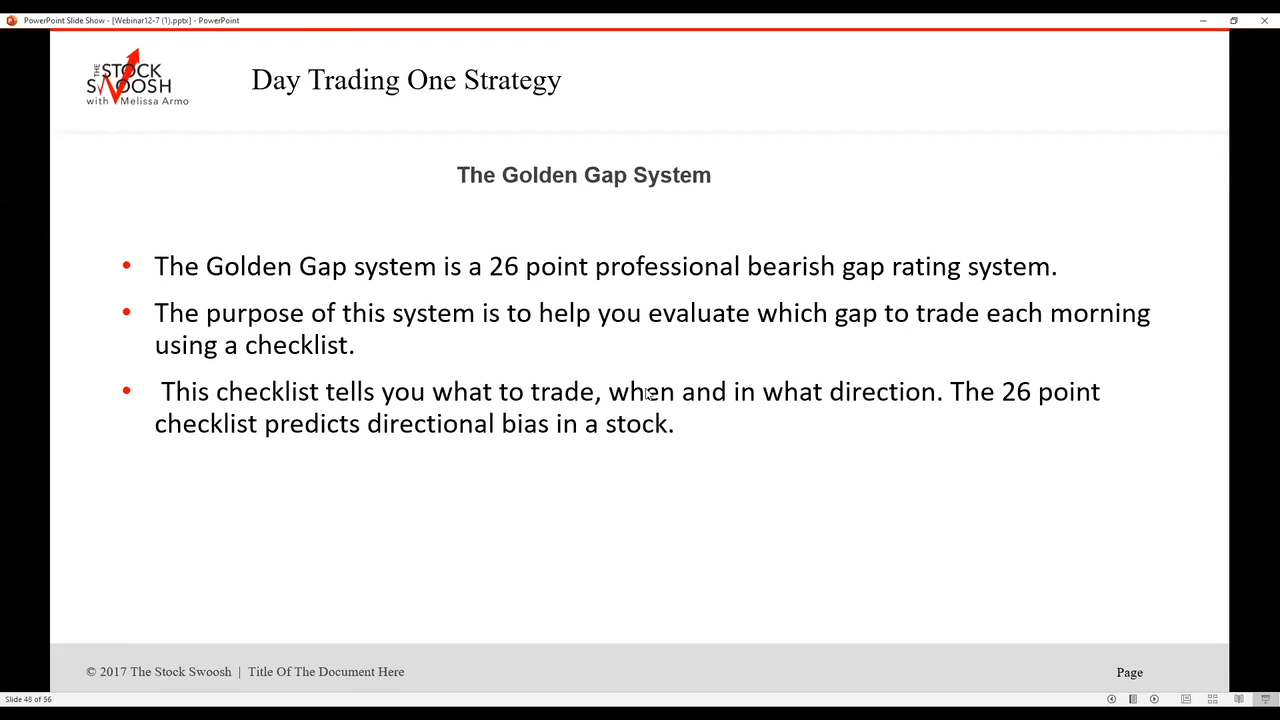 PowerPoint Slide Show - [Webinar12-7 (1).pptx] - PowerPoint
THE
STOCK
SWOOSH
with Melissa Armo
Day Trading One Strategy
The Golden Gap System
• The Golden Gap system is a 26 point professional bearish gap rating system.
• The purpose of this system is to help you evaluate which gap to trade each morning
using a checklist.
• This checklist tells you what to trade, when and in what direction. The 26 point
checklist predicts directional bias in a stock.
© 2017 The Stock Swoosh | Title Of The Document Here
Page
Slide 48 of 56